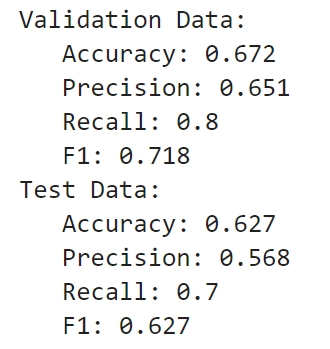 Validation Data:
Accuracy: 0.672
Precision: 0.651
Recall: 0.8
F1: 0.718
Test Data:
Accuracy: 0.627
Precision: 0.568
Recall: 0.7
F1: 0.627